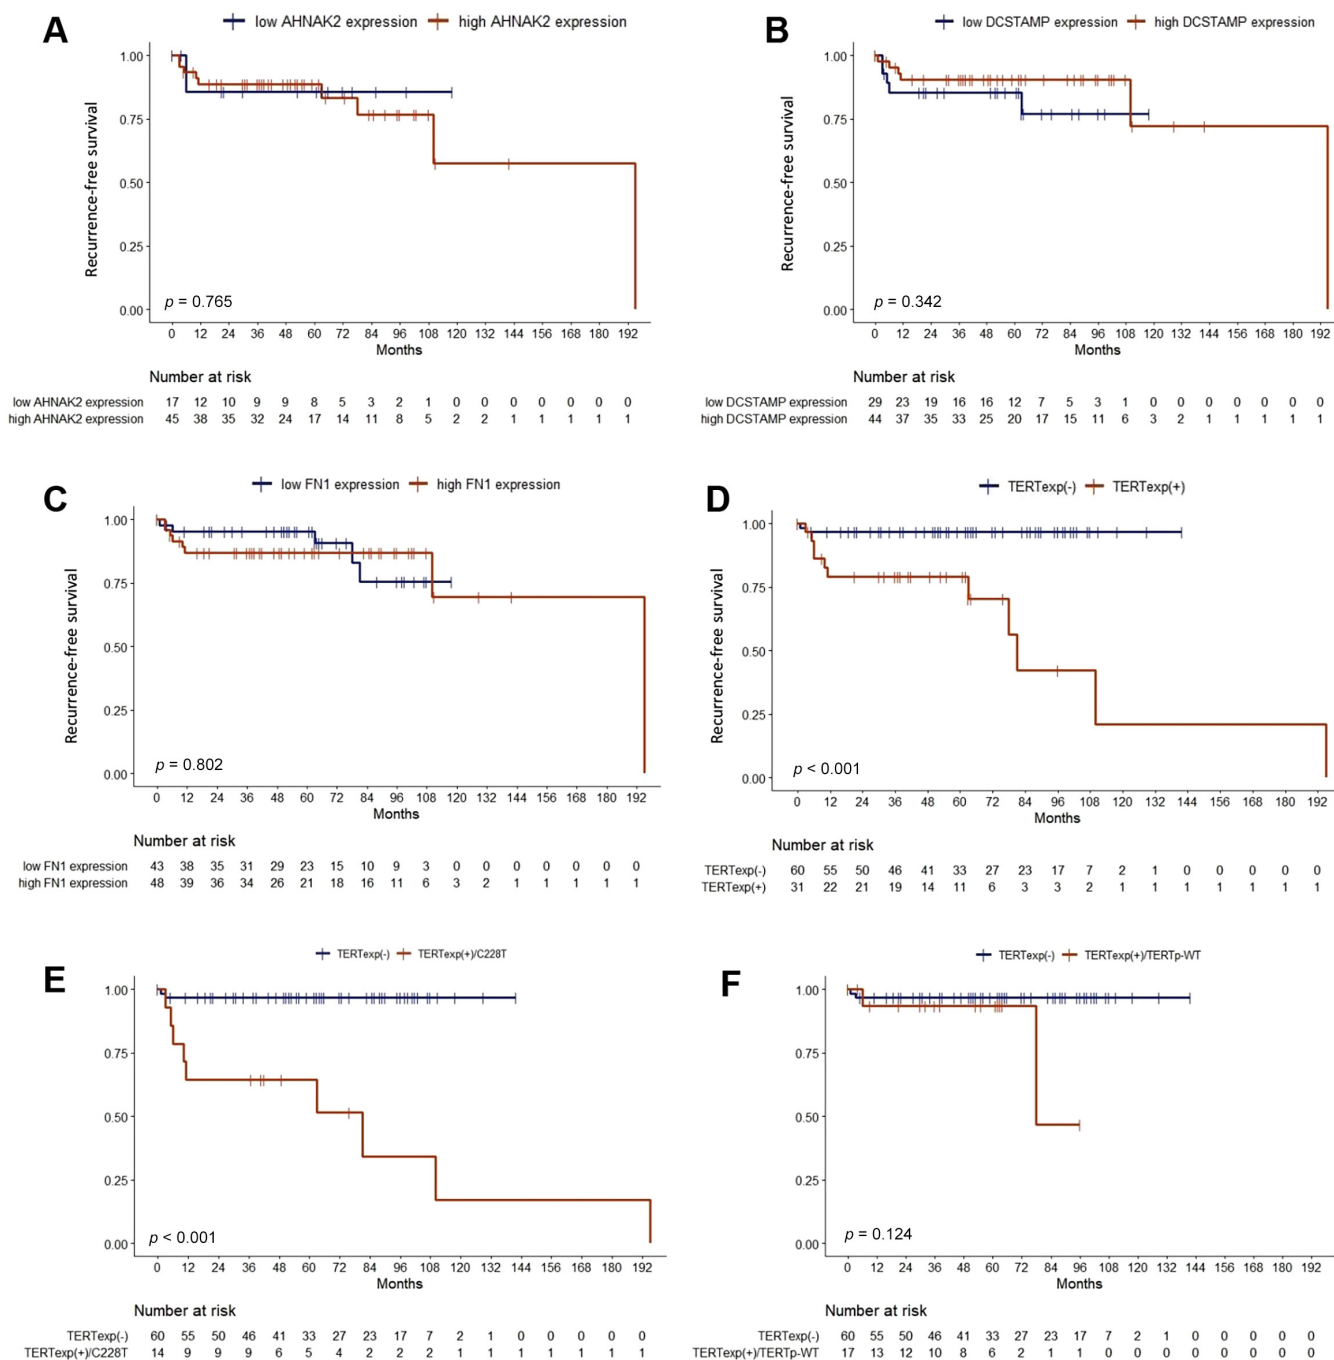 A
low AHNAK2 expression high AHNAK2 expression
Recurrence-free survival
1.00
0.75
0.50
0.25
0.00
p = 0.765
0 12 24 36 48 60 72 84 96 108 120 132 144 156 168 180 192
Months
Number at risk
low AHNAK2 expression 17 12 10 9 9 8 5 3 2 1 0 0 0 0 0 0 0
high AHNAK2 expression 45 38 35 32 24 17 14 11 8 5 2 2 1 1 1 1 1
B
low DCSTAMP expression high DCSTAMP expression
Recurrence-free survival
1.00
0.75
0.50
0.25
0.00
p = 0.342
0 12 24 36 48 60 72 84 96 108 120 132 144 156 168 180 192
Months
Number at risk
low DCSTAMP expression 29 23 19 16 16 12 7 5 3 1 0 0 0 0 0 0 0
high DCSTAMP expression 44 37 35 33 25 20 17 15 11 6 3 2 1 1 1 1 1
C
low FN1 expression high FN1 expression
Recurrence-free survival
1.00
0.75
0.50
0.25
0.00
p = 0.802
0 12 24 36 48 60 72 84 96 108 120 132 144 156 168 180 192
Months
Number at risk
low FN1 expression 43 38 35 31 29 23 15 10 9 3 0 0 0 0 0 0 0
high FN1 expression 48 39 36 34 26 21 18 16 11 6 3 2 1 1 1 1 1
D
TERTexp(-) TERTexp(+)
Recurrence-free survival
1.00
0.75
0.50
0.25
0.00
p < 0.001
0 12 24 36 48 60 72 84 96 108 120 132 144 156 168 180 192
Months
Number at risk
TERTexp(-) 60 55 50 46 41 33 27 23 17 7 2 1 0 0 0 0 0
TERTexp(+) 31 22 21 19 14 11 6 3 3 2 1 1 1 1 1 1 1
E
TERTexp(-) TERTexp(+)/C228T
1.00
0.75
0.50
0.25
0.00
p < 0.001
0 12 24 36 48 60 72 84 96 108 120 132 144 156 168 180 192
Months
Number at risk
TERTexp(-) 60 55 50 46 41 33 27 23 17 7 2 1 0 0 0 0 0
TERTexp(+)/C228T 14 9 9 9 6 5 4 2 2 2 1 1 1 1 1 1 1
F
TERTexp(-) TERTexp(+)/TERTp-WT
1.00
0.75
0.50
0.25
0.00
p = 0.124
0 12 24 36 48 60 72 84 96 108 120 132 144 156 168 180 192
Months
Number at risk
TERTexp(-) 60 55 50 46 41 33 27 23 17 7 2 1 0 0 0 0 0
TERTexp(+)/TERTp-WT 17 13 12 10 8 6 2 1 1 0 0 0 0 0 0 0 0